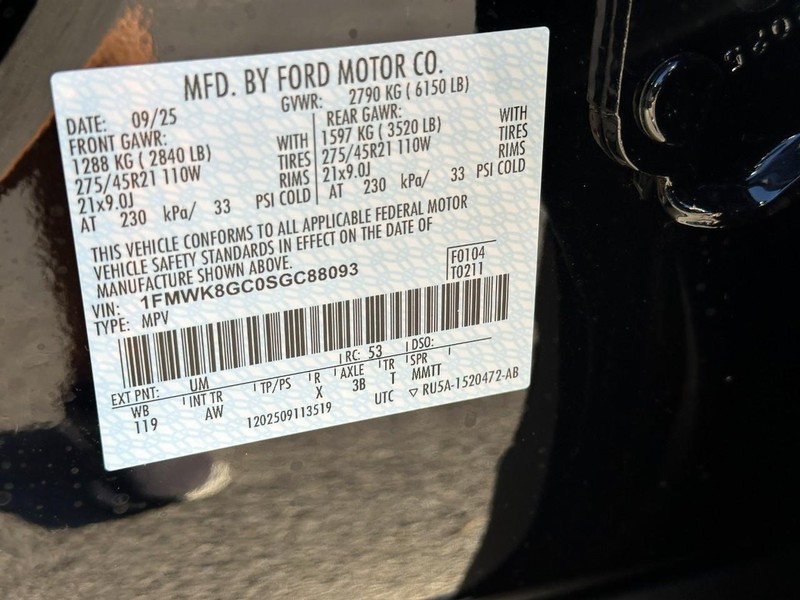 MFD. BY FORD MOTOR CO.
DATE: 09/25 GVWR: 2790 KG ( 6150 LB)
FRONT GAWR: REAR GAWR:
1288 KG ( 2840 LB) WITH 1597 KG ( 3520 LB) WITH
275/45R21 110W TIRES 275/45R21 110W TIRES
21x9.0J RIMS 21x9.0J RIMS
AT 230 kPa/ 33 PSI COLD AT 230 kPa/ 33 PSI COLD
THIS VEHICLE CONFORMS TO ALL APPLICABLE FEDERAL MOTOR
VEHICLE SAFETY STANDARDS IN EFFECT ON THE DATE OF
MANUFACTURE SHOWN ABOVE.
F0104
VIN: 1FMWK8GC0SGC88093 T0211
TYPE: MPV
EXT PNT: UM RC: 53 DSO:
WB INT TR TP/PS R AXLE TR SPR
119 AW X 3B T MMTT
1202509113519 UTC ▽ RU5A-1520472-AB